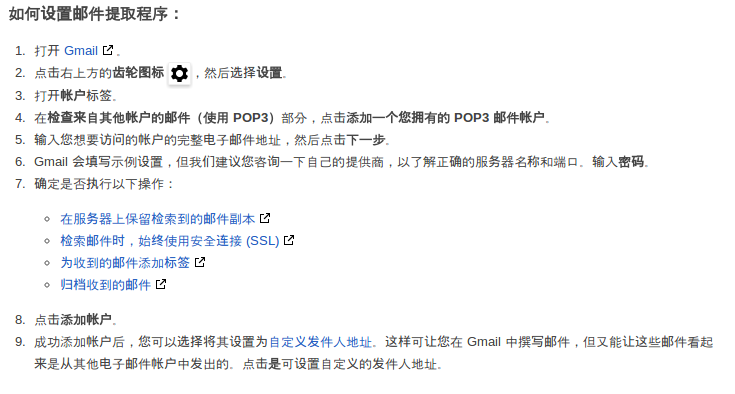 如何设置邮件提取程序：
1. 打开 Gmail 。
2. 点击右上方的齿轮图标 ，然后选择设置。
3. 打开帐户标签。
4. 在检查来自其他帐户的邮件（使用 POP3）部分，点击添加一个您拥有的 POP3 邮件帐户。
5. 输入您想要访问的帐户的完整电子邮件地址，然后点击下一步。
6. Gmail 会填写示例设置，但我们建议您咨询一下自己的提供商，以了解正确的服务器名称和端口。输入密码。
7. 确定是否执行以下操作：
在服务器上保留检索到的邮件副本
检索邮件时，始终使用安全连接 (SSL)
为收到的邮件添加标签
归档收到的邮件
8. 点击添加帐户。
9. 成功添加帐户后，您可以选择将其设置为自定义发件人地址。这样可让您在 Gmail 中撰写邮件，但又能让这些邮件看起
来是从其他电子邮件帐户中发出的。点击是可设置自定义的发件人地址。